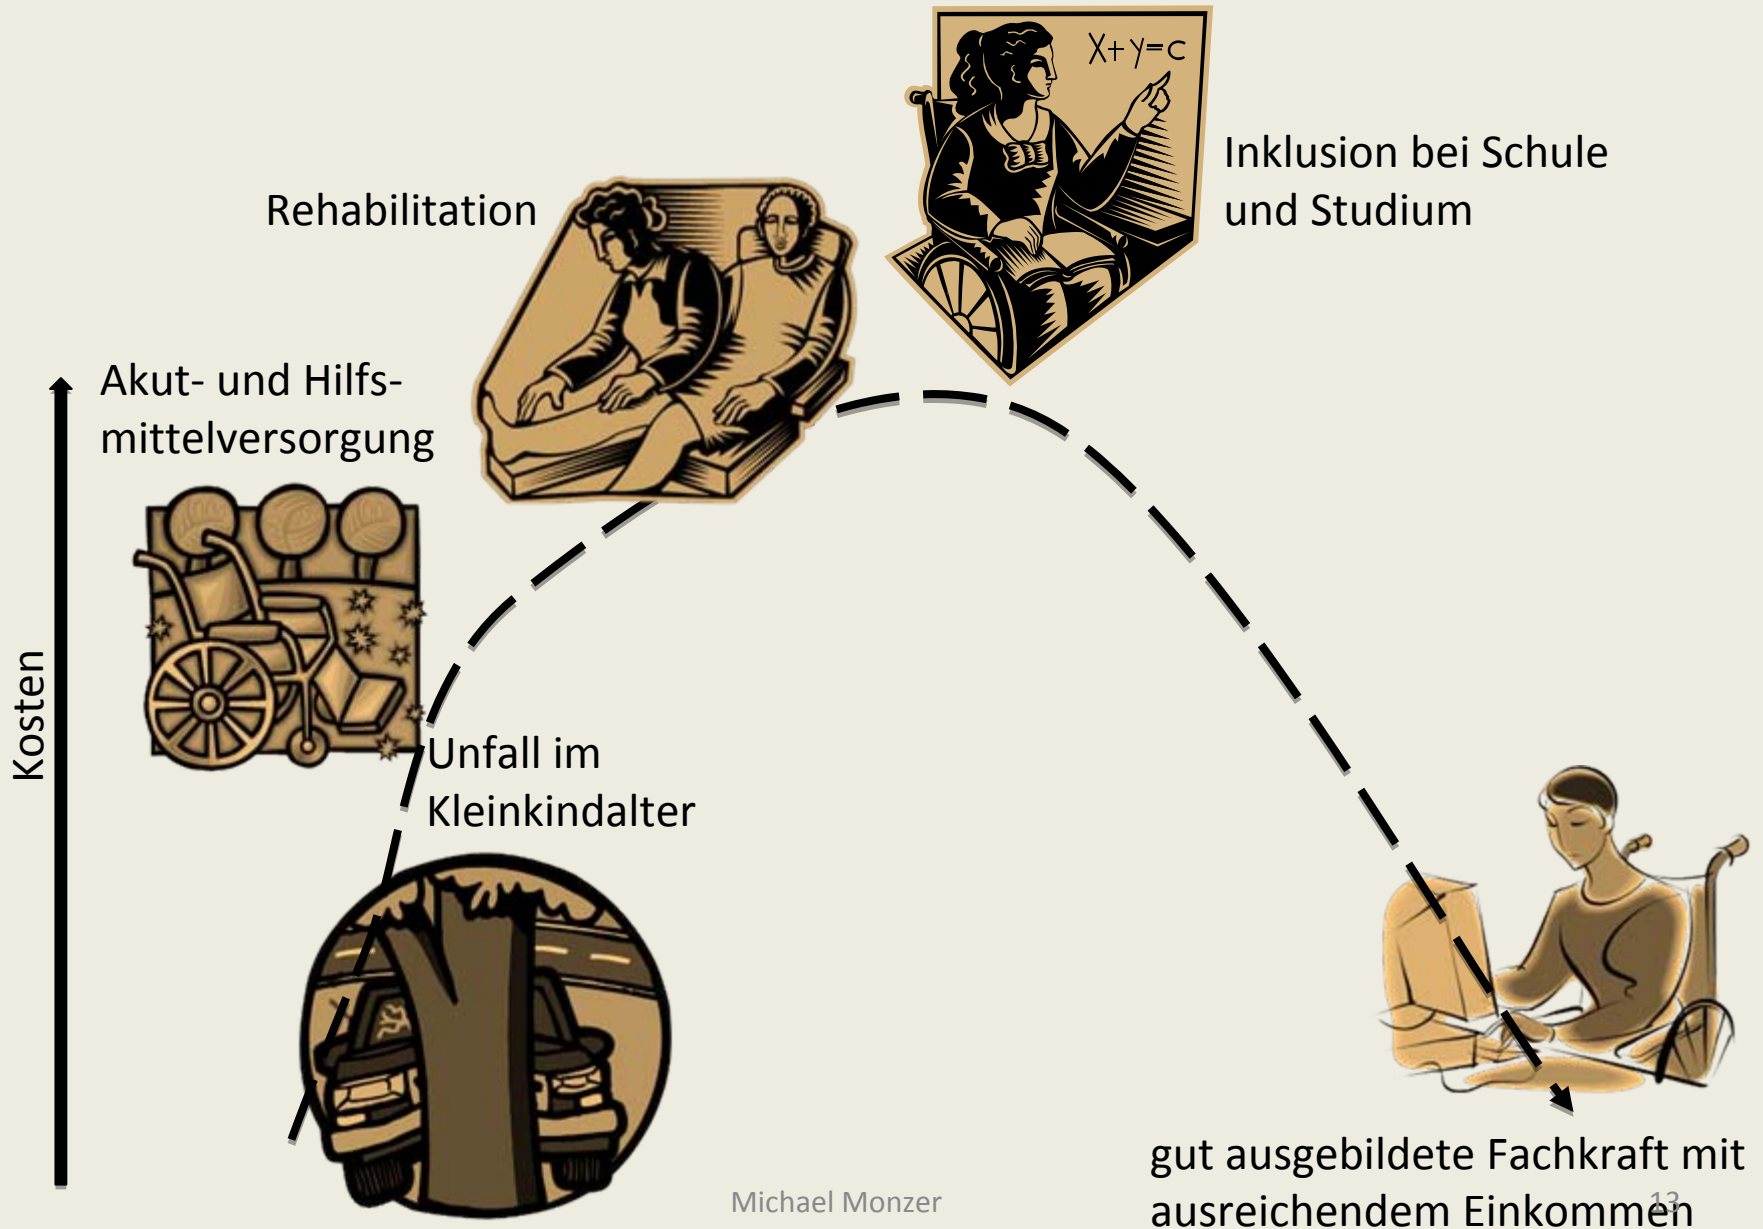 X+y=c
Inklusion bei Schule
und Studium
Rehabilitation
Akut- und Hilfs-
mittelversorgung
Kosten
Unfall im
Kleinkindalter
gut ausgebildete Fachkraft mit
ausreichendem Einkommen
Michael Monzer
13